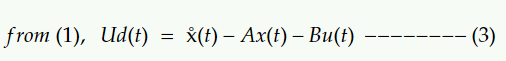 from (1), Ud(t) = x̊(t) – Ax(t) – Bu(t) –––––––– (3)